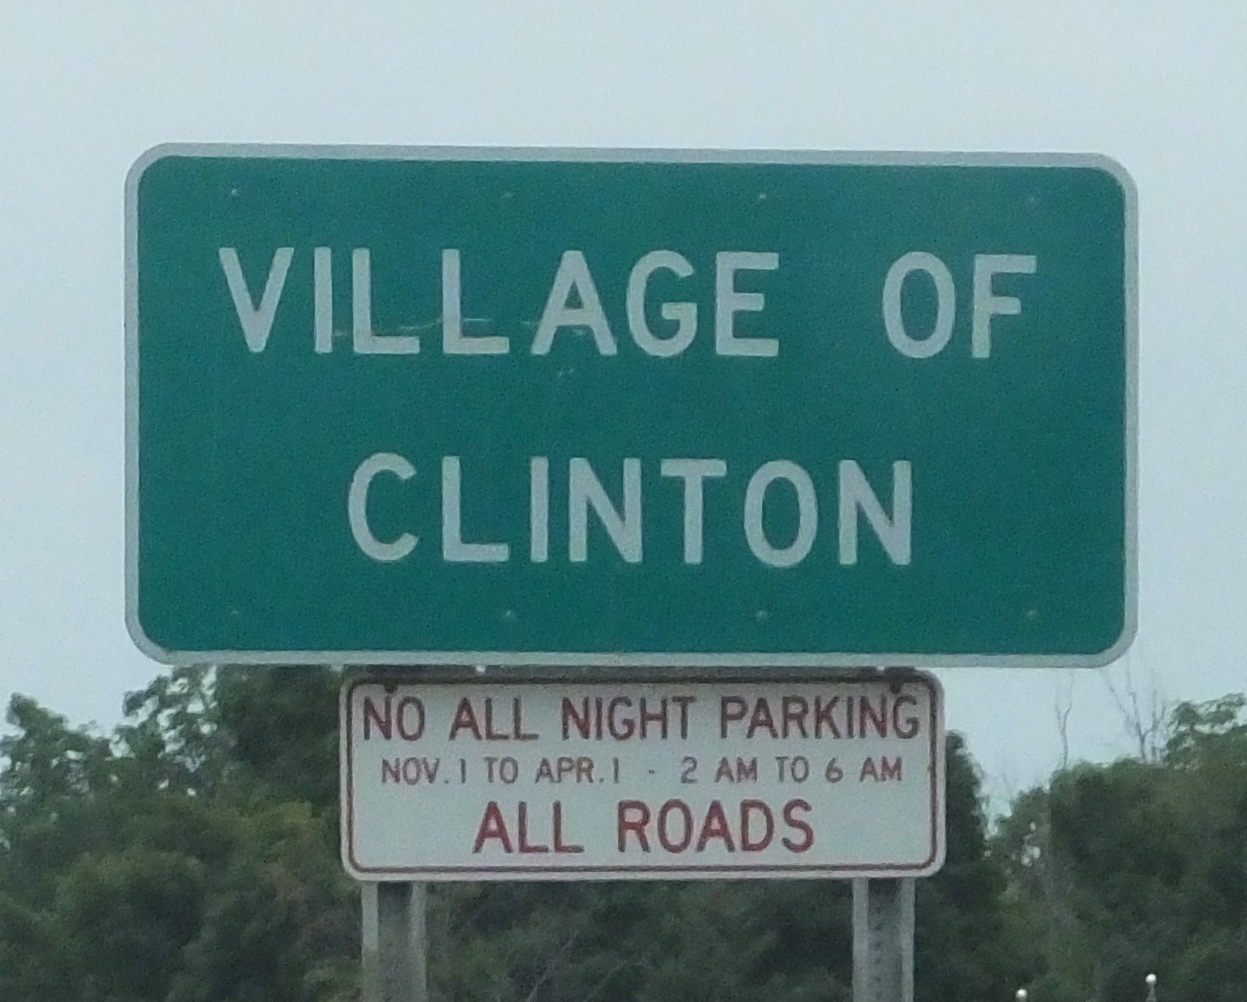 VILLAGE OF
CLINTON
NO ALL NIGHT PARKING
NOV. 1 TO APR. 1 - 2 AM TO 6 AM
ALL ROADS